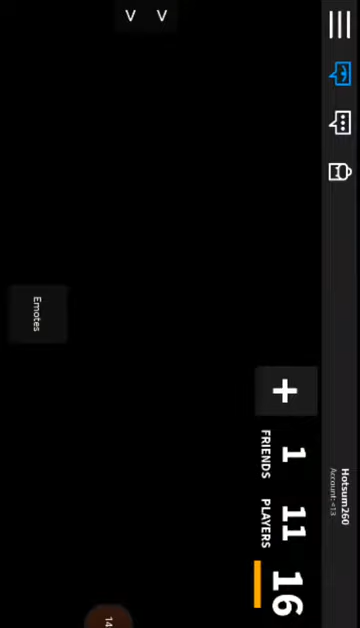 Hotsum260
Account: <13
1
FRIENDS
11
PLAYERS
16
Emotes
14